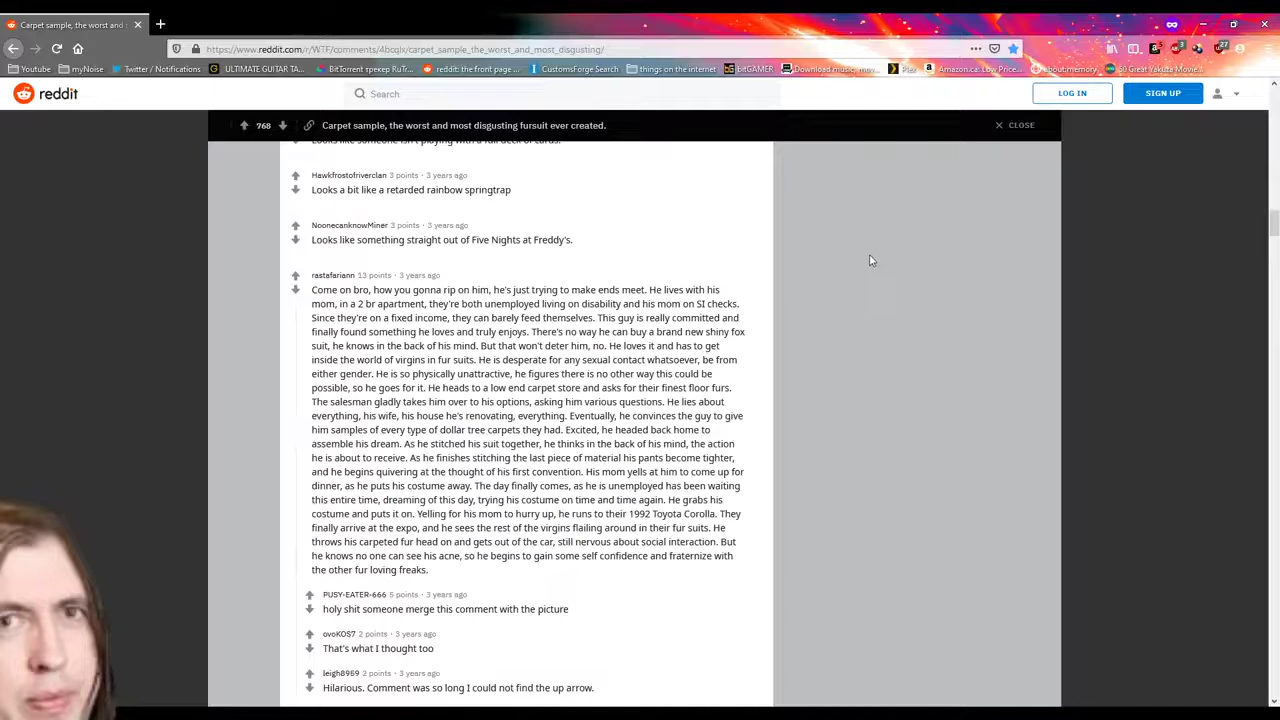 Carpet sample, the worst and
https://www.reddit.com/r/WTF/comments/4bcqlx/carpet_sample_the_worst_and_most_disgusting/
Youtube myNoise Twitter / Notifications ULTIMATE GUITAR TA... BitTorrent трекер RuTr... reddit: the front page ... CustomsForge Search things on the internet bitGAMER Download music, mov... Plex Amazon.ca: Low Price... about:memory 50 Great Yakuza Movie...
reddit Search LOG IN SIGN UP
768 Carpet sample, the worst and most disgusting fursuit ever created. CLOSE
Looks like someone isn't playing with a full deck of cards.
Hawkfrostofriverclan 3 points · 3 years ago
Looks a bit like a retarded rainbow springtrap
NoonecanknowMiner 3 points · 3 years ago
Looks like something straight out of Five Nights at Freddy's.
rastafariann 13 points · 3 years ago
Come on bro, how you gonna rip on him, he's just trying to make ends meet. He lives with his
mom, in a 2 br apartment, they're both unemployed living on disability and his mom on SI checks.
Since they're on a fixed income, they can barely feed themselves. This guy is really committed and
finally found something he loves and truly enjoys. There's no way he can buy a brand new shiny fox
suit, he knows in the back of his mind. But that won't deter him, no. He loves it and has to get
inside the world of virgins in fur suits. He is desperate for any sexual contact whatsoever, be from
either gender. He is so physically unattractive, he figures there is no other way this could be
possible, so he goes for it. He heads to a low end carpet store and asks for their finest floor furs.
The salesman gladly takes him over to his options, asking him various questions. He lies about
everything, his wife, his house he's renovating, everything. Eventually, he convinces the guy to give
him samples of every type of dollar tree carpets they had. Excited, he headed back home to
assemble his dream. As he stitched his suit together, he thinks in the back of his mind, the action
he is about to receive. As he finishes stitching the last piece of material his pants become tighter,
and he begins quivering at the thought of his first convention. His mom yells at him to come up for
dinner, as he puts his costume away. The day finally comes, as he is unemployed has been waiting
this entire time, dreaming of this day, trying his costume on time and time again. He grabs his
costume and puts it on. Yelling for his mom to hurry up, he runs to their 1992 Toyota Corolla. They
finally arrive at the expo, and he sees the rest of the virgins flailing around in their fur suits. He
throws his carpeted fur head on and gets out of the car, still nervous about social interaction. But
he knows no one can see his acne, so he begins to gain some self confidence and fraternize with
the other fur loving freaks.
PUSY-EATER-666 5 points · 3 years ago
holy shit someone merge this comment with the picture
ovoKOS7 2 points · 3 years ago
That's what I thought too
leigh8959 2 points · 3 years ago
Hilarious. Comment was so long I could not find the up arrow.